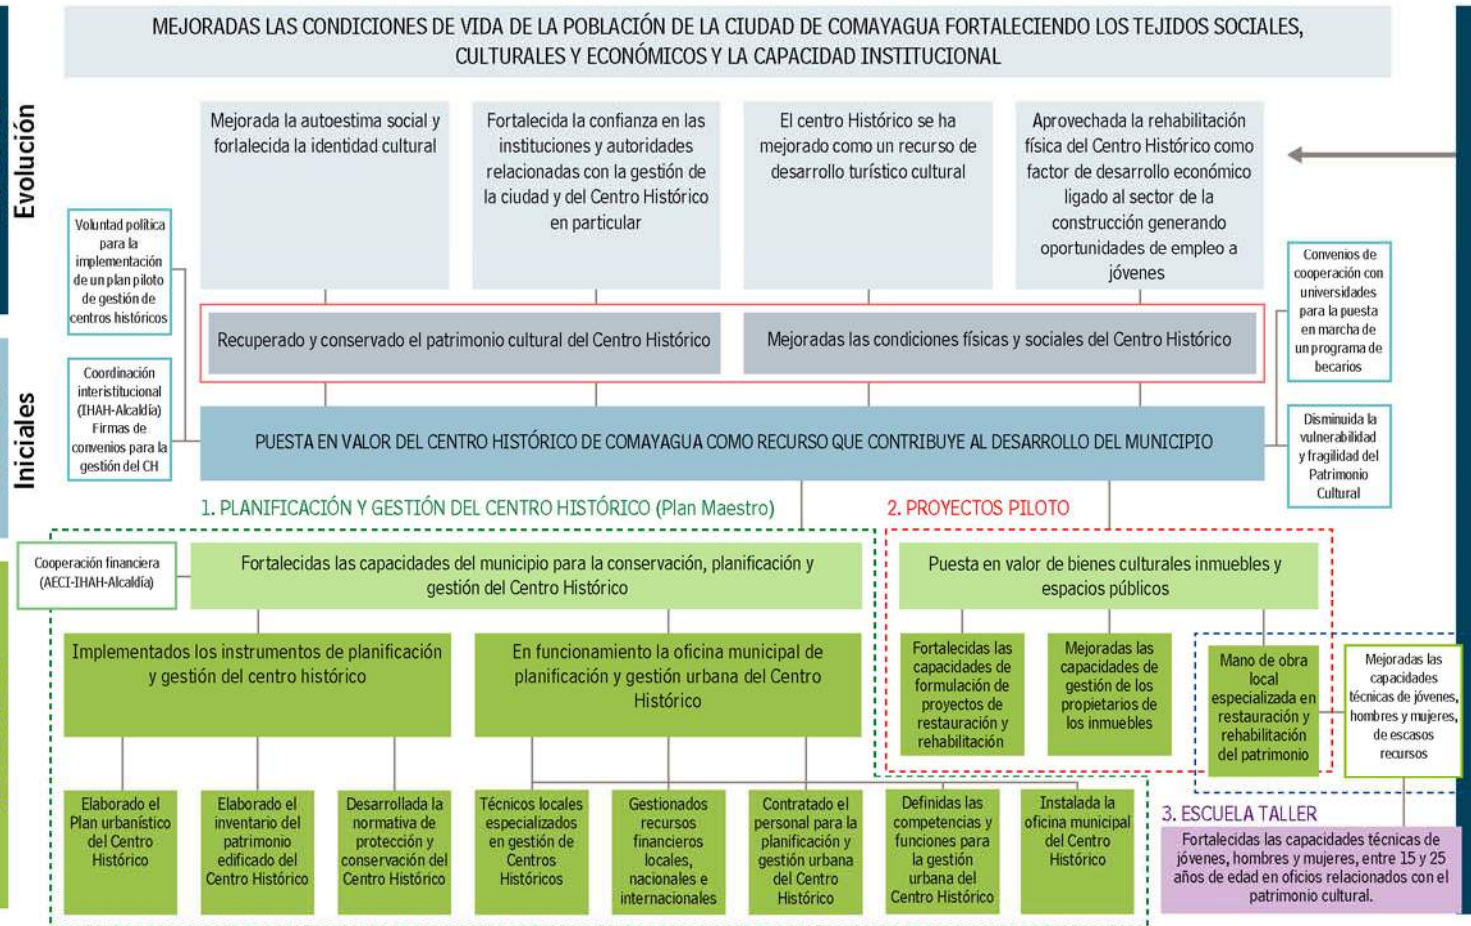 MEJORADAS LAS CONDICIONES DE VIDA DE LA POBLACIÓN DE LA CIUDAD DE COMAYAGUA FORTALECIENDO LOS TEJIDOS SOCIALES,
CULTURALES Y ECONÓMICOS Y LA CAPACIDAD INSTITUCIONAL
Evolución
Mejorada la autoestima social y
forlalecida la identidad cultural
Fortalecida la confianza en las
instituciones y autoridades
relacionadas con la gestión de
la ciudad y del Centro Histórico
en particular
El centro Histórico se ha
mejorado como un recurso de
desarrollo turístico cultural
Aprovechada la rehabilitación
física del Centro Histórico como
factor de desarrollo económico
ligado al sector de la
construcción generando
oportunidades de empleo a
jóvenes
Voluntad política
para la
implementación
de un plan piloto
de gestión de
centros históricos
Convenios de
cooperación con
universidades
para la puesta
en marcha de
un programa de
becarios
Recuperado y conservado el patrimonio cultural del Centro Histórico
Mejoradas las condiciones físicas y sociales del Centro Histórico
Iniciales
Coordinación
interistitucional
(IHAH-Alcaldía)
Firmas de
convenios para la
gestión del CH
PUESTA EN VALOR DEL CENTRO HISTÓRICO DE COMAYAGUA COMO RECURSO QUE CONTRIBUYE AL DESARROLLO DEL MUNICIPIO
Disminuida la
vulnerabilidad
y fragilidad del
Patrimonio
Cultural
1. PLANIFICACIÓN Y GESTIÓN DEL CENTRO HISTÓRICO (Plan Maestro)
2. PROYECTOS PILOTO
Cooperación financiera
(AECI-IHAH-Alcaldía)
Fortalecidas las capacidades del municipio para la conservación, planificación y
gestión del Centro Histórico
Puesta en valor de bienes culturales inmuebles y
espacios públicos
Implementados los instrumentos de planificación
y gestión del centro histórico
En funcionamiento la oficina municipal de
planificación y gestión urbana del Centro
Histórico
Fortalecidas las
capacidades de
formulación de
proyectos de
restauración y
rehabilitación
Mejoradas las
capacidades de
gestión de los
propietarios de
los inmuebles
Mano de obra
local
especializada en
restauración y
rehabilitación
del patrimonio
Mejoradas las
capacidades
técnicas de jóvenes,
hombres y mujeres,
de escasos
recursos
Elaborado el
Plan urbanístico
del Centro
Histórico
Elaborado el
inventario del
patrimonio
edificado del
Centro Histórico
Desarrollada la
normativa de
protección y
conservación del
Centro Histórico
Técnicos locales
especializados
en gestión de
Centros
Históricos
Gestionados
recursos
financieros
locales,
nacionales e
internacionales
Contratado el
personal para la
planificación y
gestión urbana
del Centro
Histórico
Definidas las
competencias y
funciones para
la gestión
urbana del
Centro Histórico
Instalada la
oficina municipal
del Centro
Histórico
3. ESCUELA TALLER
Fortalecidas las capacidades técnicas de
jóvenes, hombres y mujeres, entre 15 y 25
años de edad en oficios relacionados con el
patrimonio cultural.